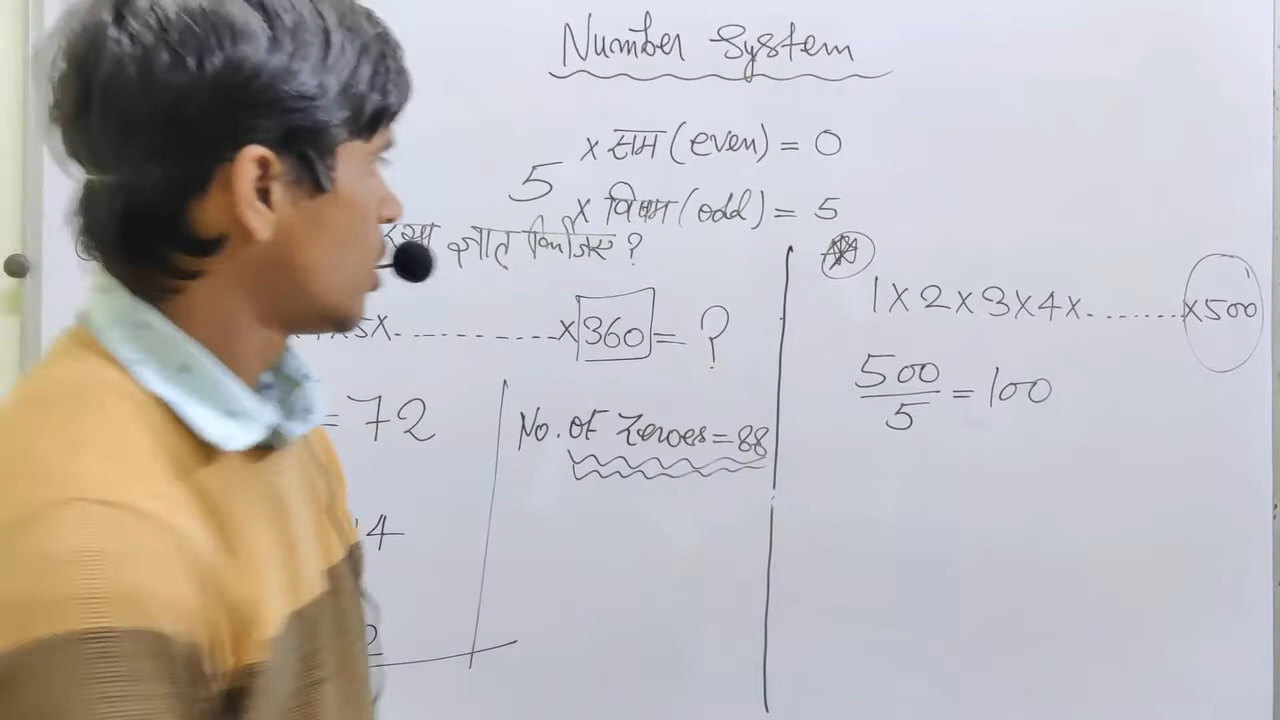 Number System
5 × सम (even) = 0
× विषम (odd) = 5
ज्ञात किजिए ?
5×.............×360 = ?
= 72
No. of Zeroes = 88
4
2
1×2×3×4×.......×500
500/5 = 100